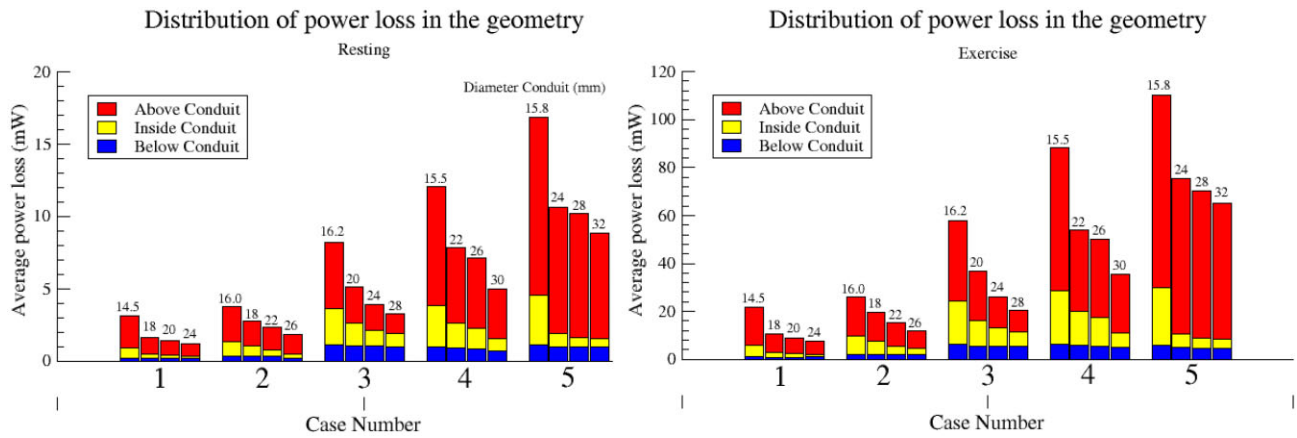 Distribution of power loss in the geometry
Resting
Average power loss (mW)
20
15
10
5
0
Above Conduit
Inside Conduit
Below Conduit
Diameter Conduit (mm)
14.5 18 20 24
16.0 18 22 26
16.2 20 24 28
15.5 22 26 30
15.8 24 28 32
1 2 3 4 5
Case Number
Distribution of power loss in the geometry
Exercise
Average power loss (mW)
120
100
80
60
40
20
0
Above Conduit
Inside Conduit
Below Conduit
14.5 18 20 24
16.0 18 22 26
16.2 20 24 28
15.5 22 26 30
15.8 24 28 32
1 2 3 4 5
Case Number